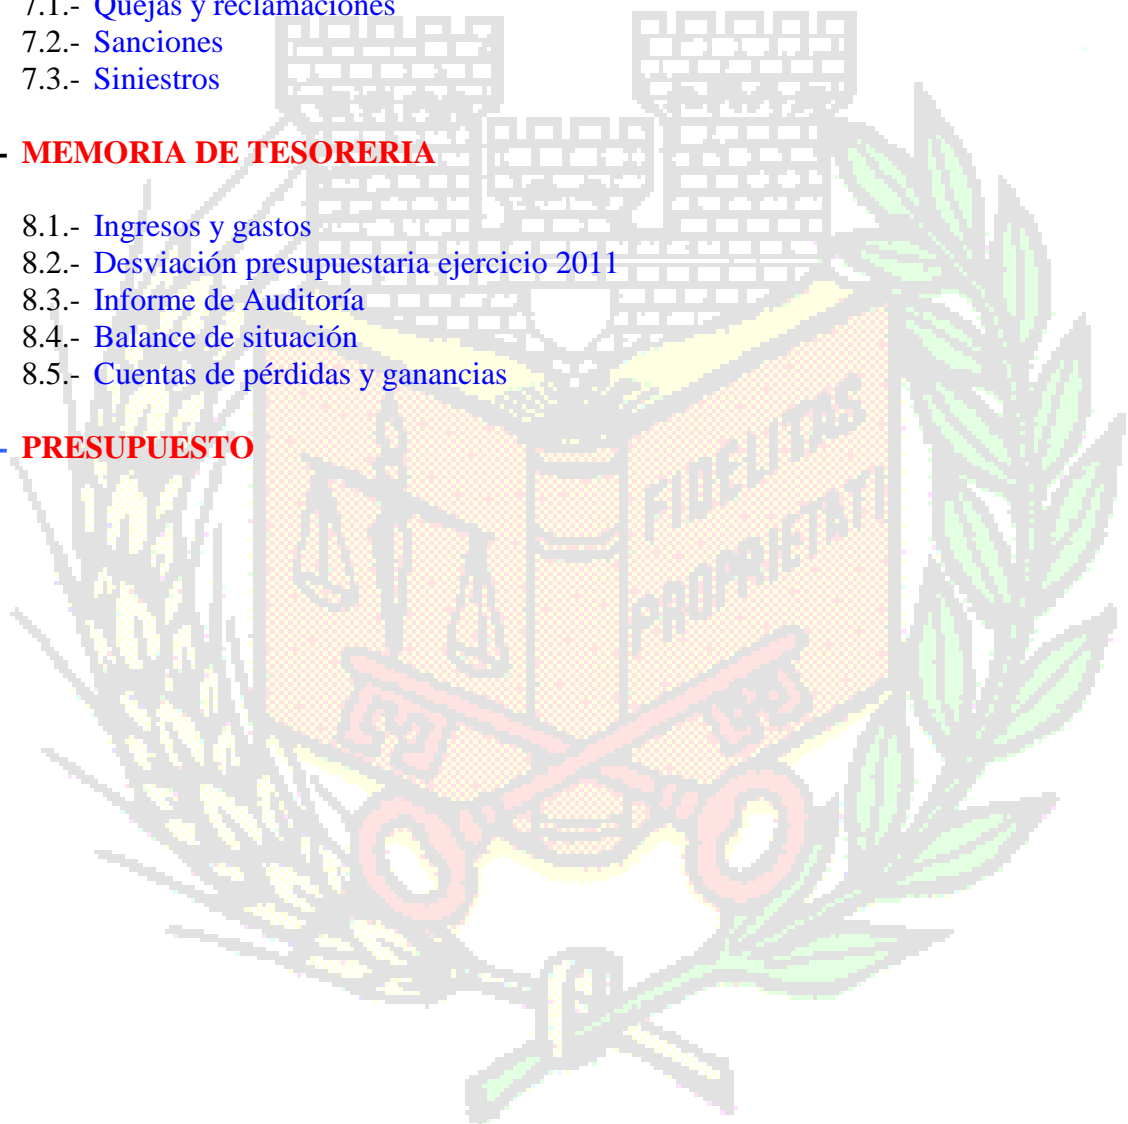 7.1.- Quejas y reclamaciones
7.2.- Sanciones
7.3.- Siniestros
- MEMORIA DE TESORERIA
8.1.- Ingresos y gastos
8.2.- Desviación presupuestaria ejercicio 2011
8.3.- Informe de Auditoría
8.4.- Balance de situación
8.5.- Cuentas de pérdidas y ganancias
- PRESUPUESTO
FIDELITAS
PROPRIETATI